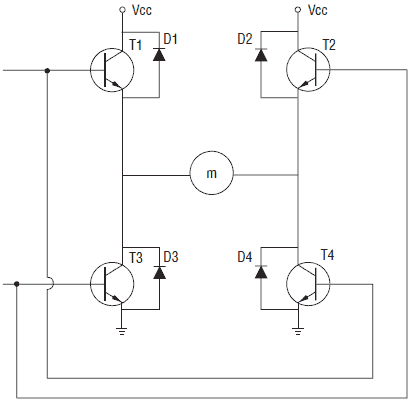 Vcc Vcc
T1 D1 D2 T2
m
T3 D3 D4 T4